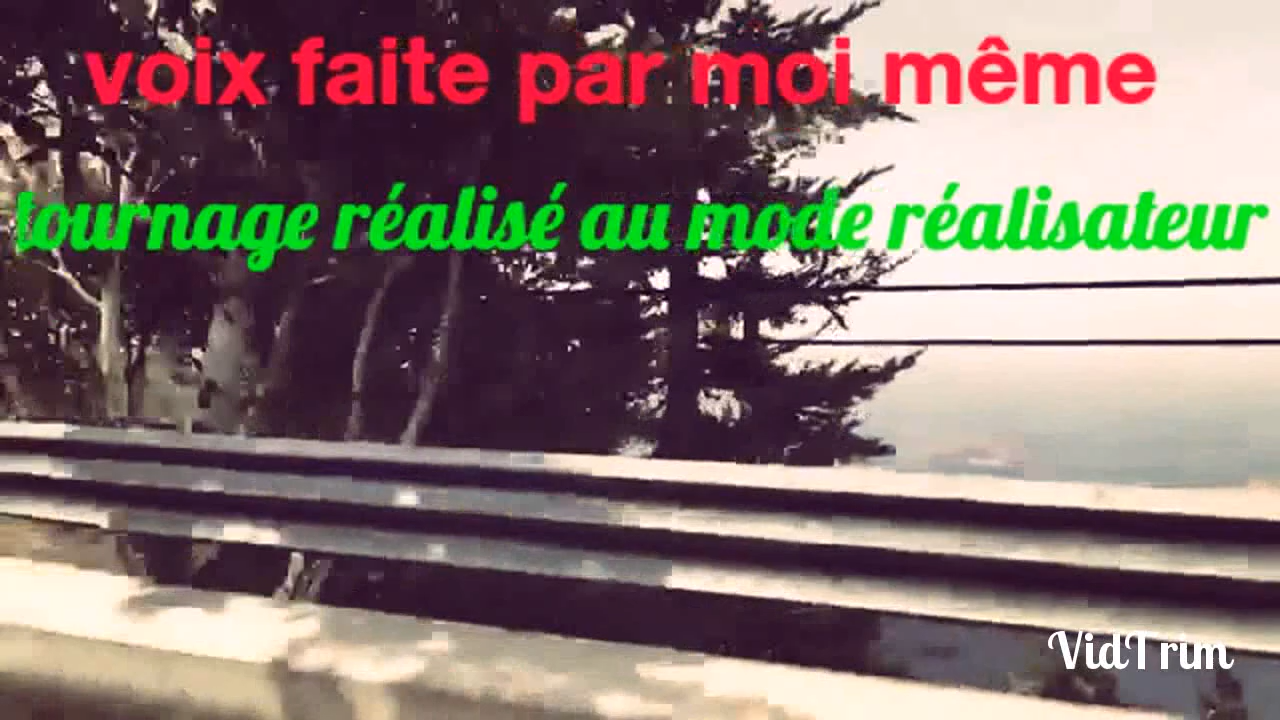 voix faite par moi même
tournage réalisé au mode réalisateur
VidTrim